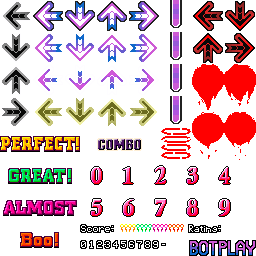 PERFECT! COMBO
GREAT! 0 1 2 3 4
ALMOST 5 6 7 8 9
Score: Rating:
Boo! 0123456789-
BOTPLAY